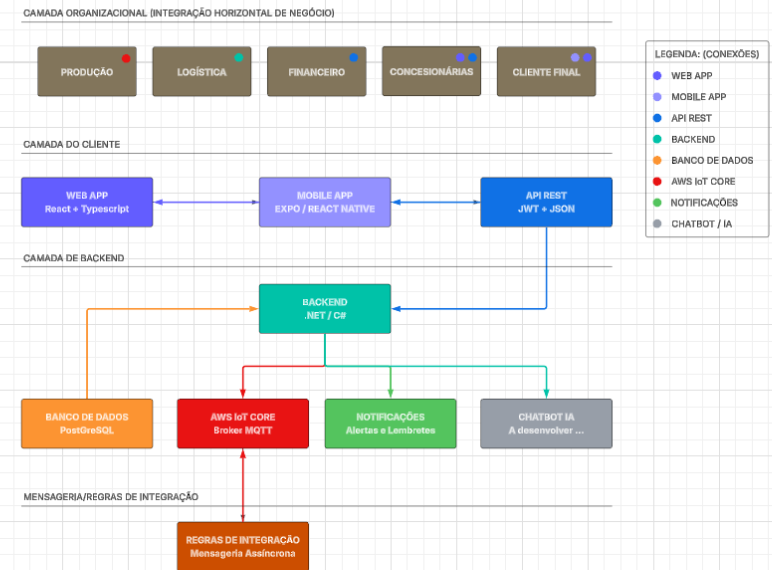 CAMADA ORGANIZACIONAL (INTEGRAÇÃO HORIZONTAL DE NEGÓCIO)
PRODUÇÃO
LOGÍSTICA
FINANCEIRO
CONCESIONÁRIAS
CLIENTE FINAL
LEGENDA: (CONEXÕES)
WEB APP
MOBILE APP
API REST
BACKEND
BANCO DE DADOS
AWS IoT CORE
NOTIFICAÇÕES
CHATBOT / IA
CAMADA DO CLIENTE
WEB APP
React + Typescript
MOBILE APP
EXPO / REACT NATIVE
API REST
JWT + JSON
CAMADA DE BACKEND
BACKEND
.NET / C#
BANCO DE DADOS
PostGreSQL
AWS IoT CORE
Broker MQTT
NOTIFICAÇÕES
Alertas e Lembretes
CHATBOT IA
A desenvolver ...
MENSAGERIA/REGRAS DE INTEGRAÇÃO
REGRAS DE INTEGRAÇÃO
Mensageria Assíncrona